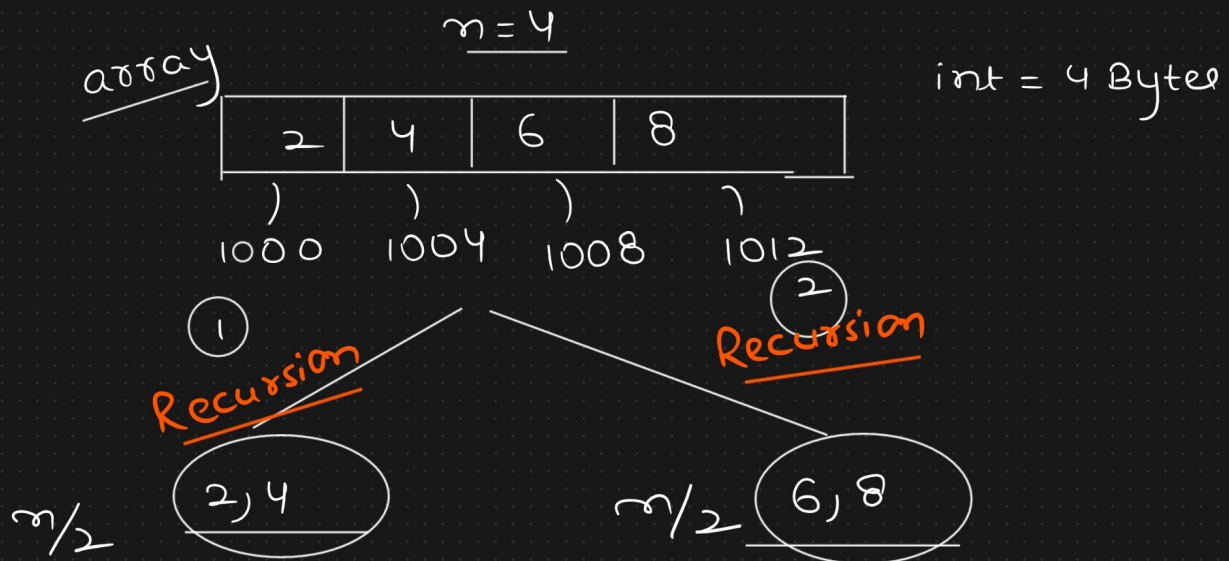 n = 4
array
int = 4 Bytes
2 4 6 8
1000 1004 1008 1012
1
2
Recursion
Recursion
n/2
2, 4
n/2
6, 8